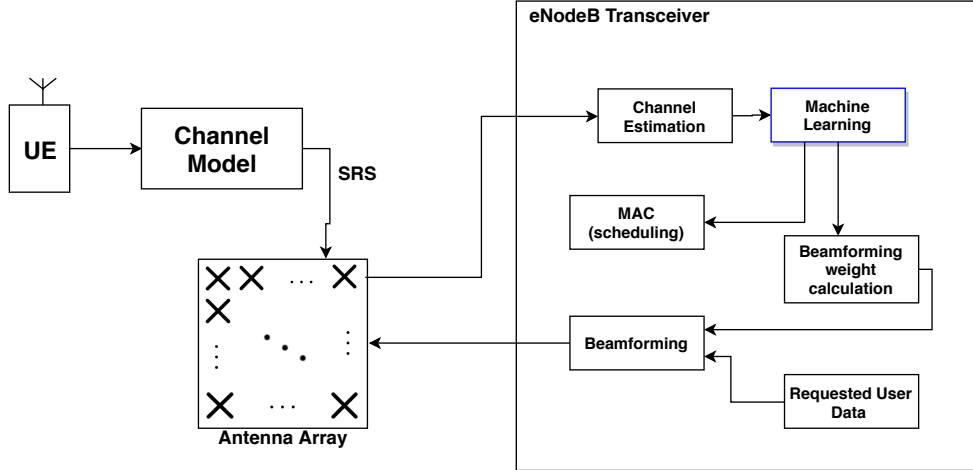 eNodeB Transceiver
UE
Channel
Model
SRS
Channel
Estimation
Machine
Learning
MAC
(scheduling)
Beamforming
weight
calculation
Beamforming
Requested User
Data
Antenna Array